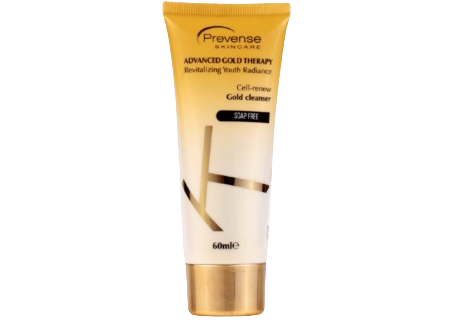 Prevense
SKINCARE
ADVANCED GOLD THERAPY
Revitalizing Youth Radiance
Cell-renew
Gold cleanser
SOAP FREE
60ml℮